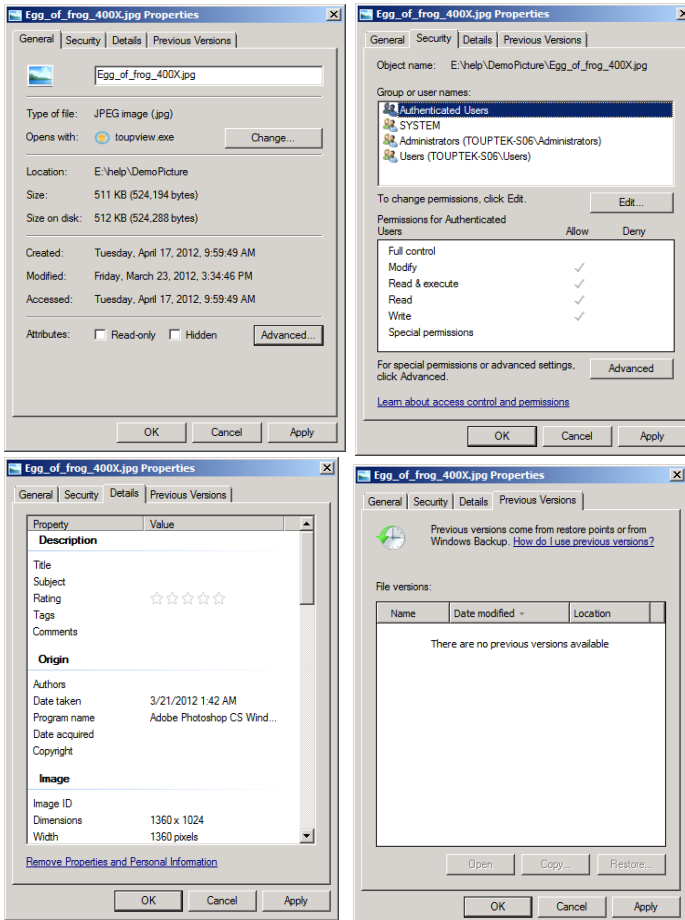 Egg_of_frog_400X.jpg Properties
General Security Details Previous Versions
Egg_of_frog_400X.jpg
Type of file: JPEG image (.jpg)
Opens with: toupview.exe Change...
Location: E:\help\DemoPicture
Size: 511 KB (524,194 bytes)
Size on disk: 512 KB (524,288 bytes)
Created: Tuesday, April 17, 2012, 9:59:49 AM
Modified: Friday, March 23, 2012, 3:34:46 PM
Accessed: Tuesday, April 17, 2012, 9:59:49 AM
Attributes: Read-only Hidden Advanced...
OK Cancel Apply
Egg_of_frog_400X.jpg Properties
General Security Details Previous Versions
Object name: E:\help\DemoPicture\Egg_of_frog_400X.jpg
Group or user names:
Authenticated Users
SYSTEM
Administrators (TOUPTEK-S06\Administrators)
Users (TOUPTEK-S06\Users)
To change permissions, click Edit.
Edit...
Permissions for Authenticated
Users Allow Deny
Full control
Modify
Read & execute
Read
Write
Special permissions
For special permissions or advanced settings,
click Advanced.
Advanced
Learn about access control and permissions
OK Cancel Apply
Egg_of_frog_400X.jpg Properties
General Security Details Previous Versions
Property Value
Description
Title
Subject
Rating
Tags
Comments
Origin
Authors
Date taken 3/21/2012 1:42 AM
Program name Adobe Photoshop CS Wind...
Date acquired
Copyright
Image
Image ID
Dimensions 1360 x 1024
Width 1360 pixels
Remove Properties and Personal Information
OK Cancel Apply
Egg_of_frog_400X.jpg Properties
General Security Details Previous Versions
Previous versions come from restore points or from
Windows Backup. How do I use previous versions?
File versions:
Name Date modified Location
There are no previous versions available
Open Copy... Restore...
OK Cancel Apply